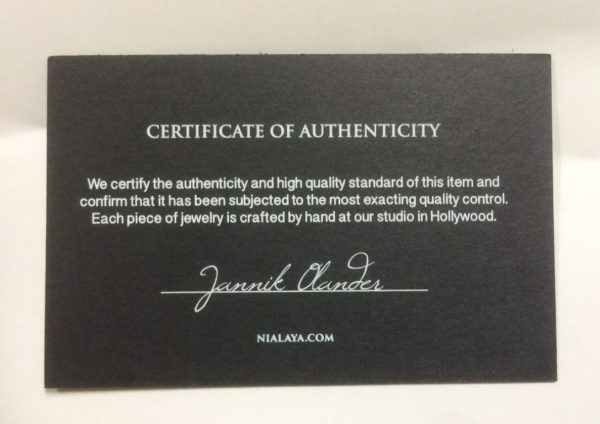 CERTIFICATE OF AUTHENTICITY
We certify the authenticity and high quality standard of this item and
confirm that it has been subjected to the most exacting quality control.
Each piece of jewelry is crafted by hand at our studio in Hollywood.
Jannik Olander
NIALAYA.COM